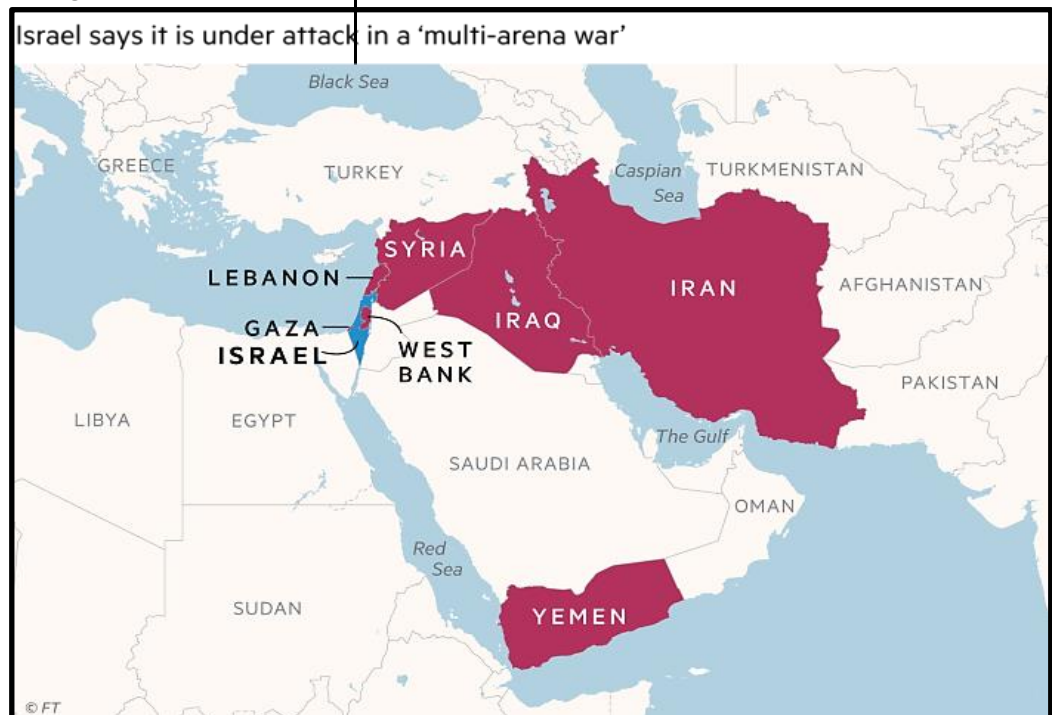 Israel says it is under attack in a ‘multi-arena war’
Black Sea
GREECE
TURKEY
Caspian
Sea
TURKMENISTAN
SYRIA
LEBANON
IRAN
AFGHANISTAN
GAZA
IRAQ
ISRAEL
WEST
BANK
PAKISTAN
LIBYA
EGYPT
The Gulf
SAUDI ARABIA
OMAN
Red
Sea
SUDAN
YEMEN
© FT